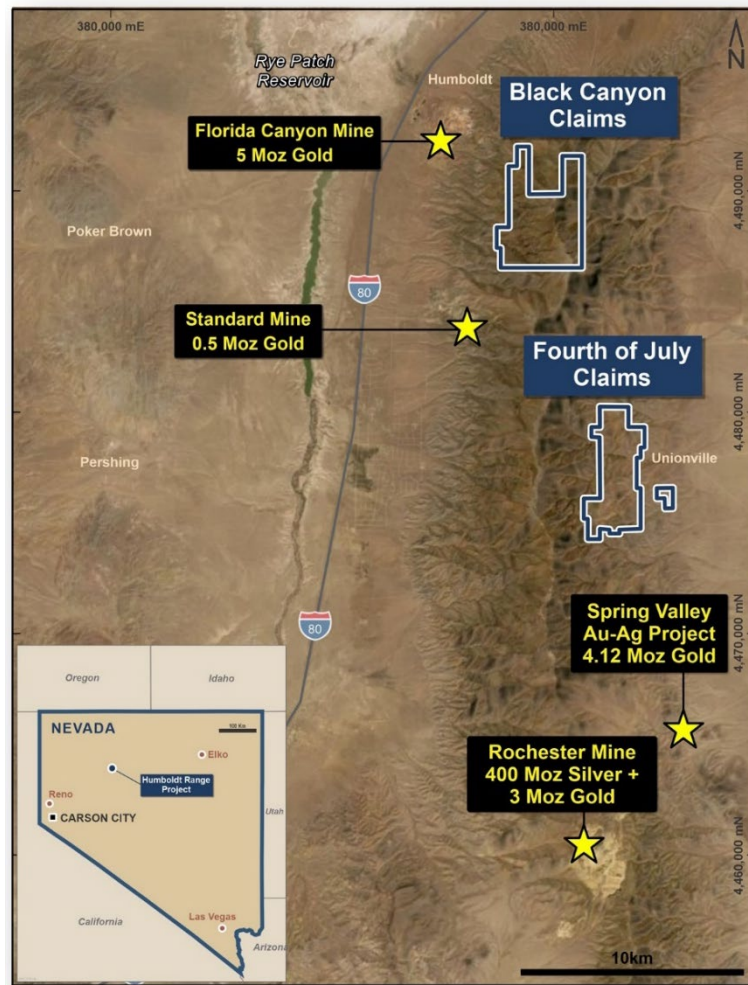 380,000 mE
380,000 mE
N
Rye Patch
Reservoir
Humboldt
Black Canyon
Claims
Florida Canyon Mine
5 Moz Gold
4,490,000 mN
Poker Brown
80
Standard Mine
0.5 Moz Gold
Fourth of July
Claims
4,480,000 mN
Pershing
Unionville
80
Spring Valley
Au-Ag Project
4.12 Moz Gold
4,470,000 mN
Rochester Mine
400 Moz Silver +
3 Moz Gold
4,460,000 mN
10km
Oregon
Idaho
NEVADA
100 Km
Elko
Humboldt Range
Project
Reno
CARSON CITY
Utah
California
Las Vegas
Arizona